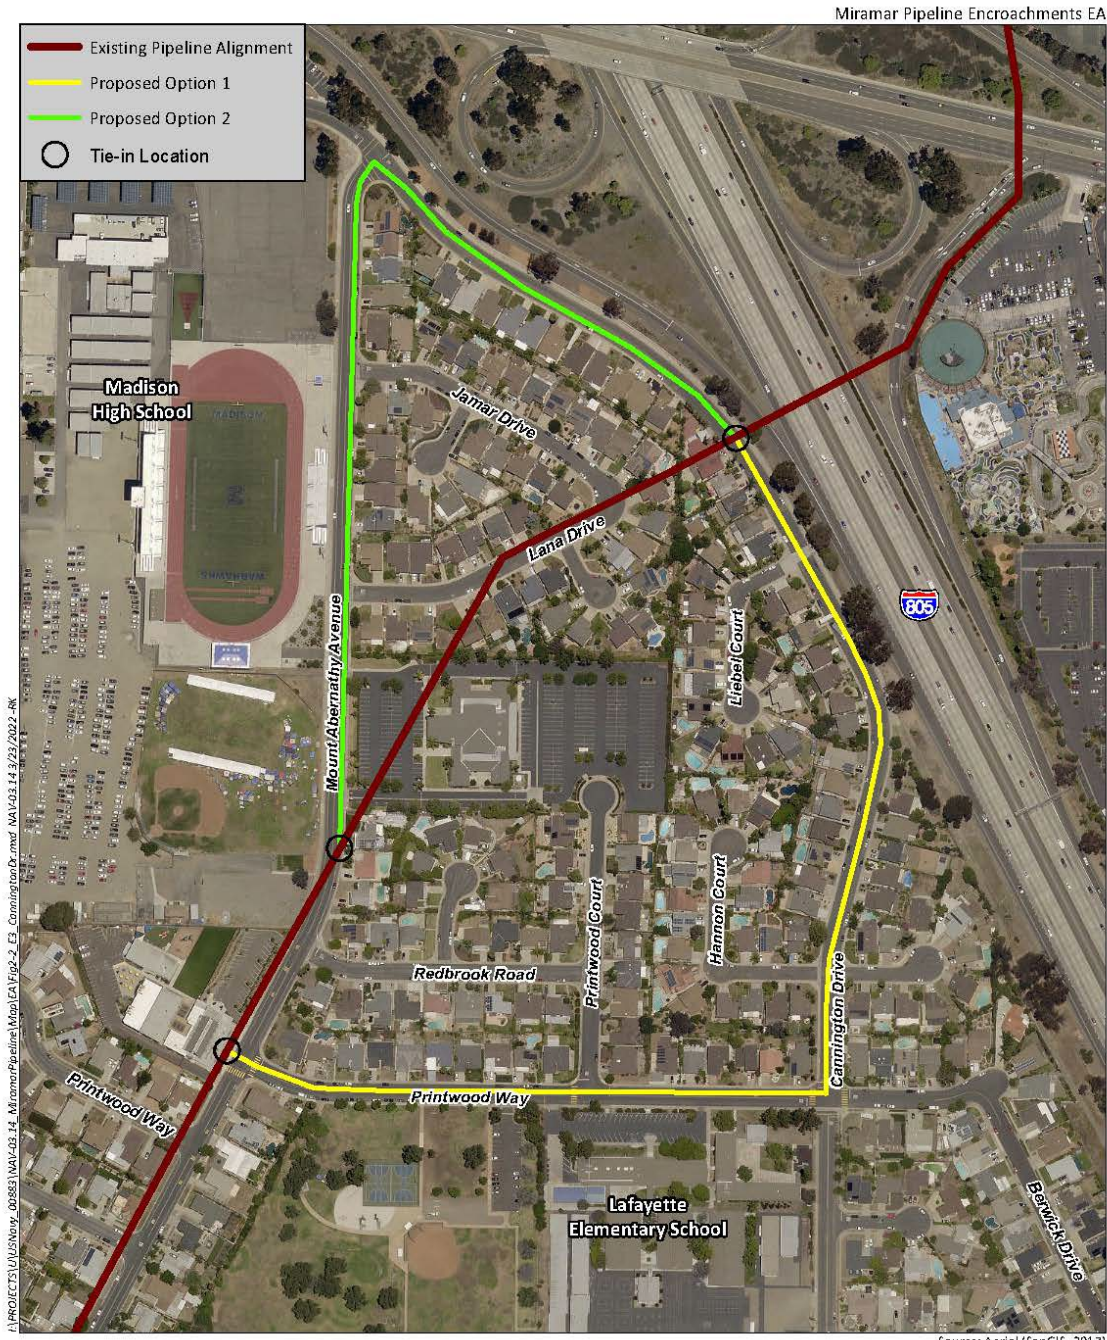 Miramar Pipeline Encroachments EA
Existing Pipeline Alignment
Proposed Option 1
Proposed Option 2
Tie-in Location
Madison
High School
MADISON
M
WARHAWKS
Jamar Drive
Lana Drive
805
Mount Abernathy Avenue
Liebel Court
Hannon Court
Printwood Court
Redbrook Road
Cannington Drive
Printwood Way
Printwood Way
Lafayette
Elementary School
Berwick Drive